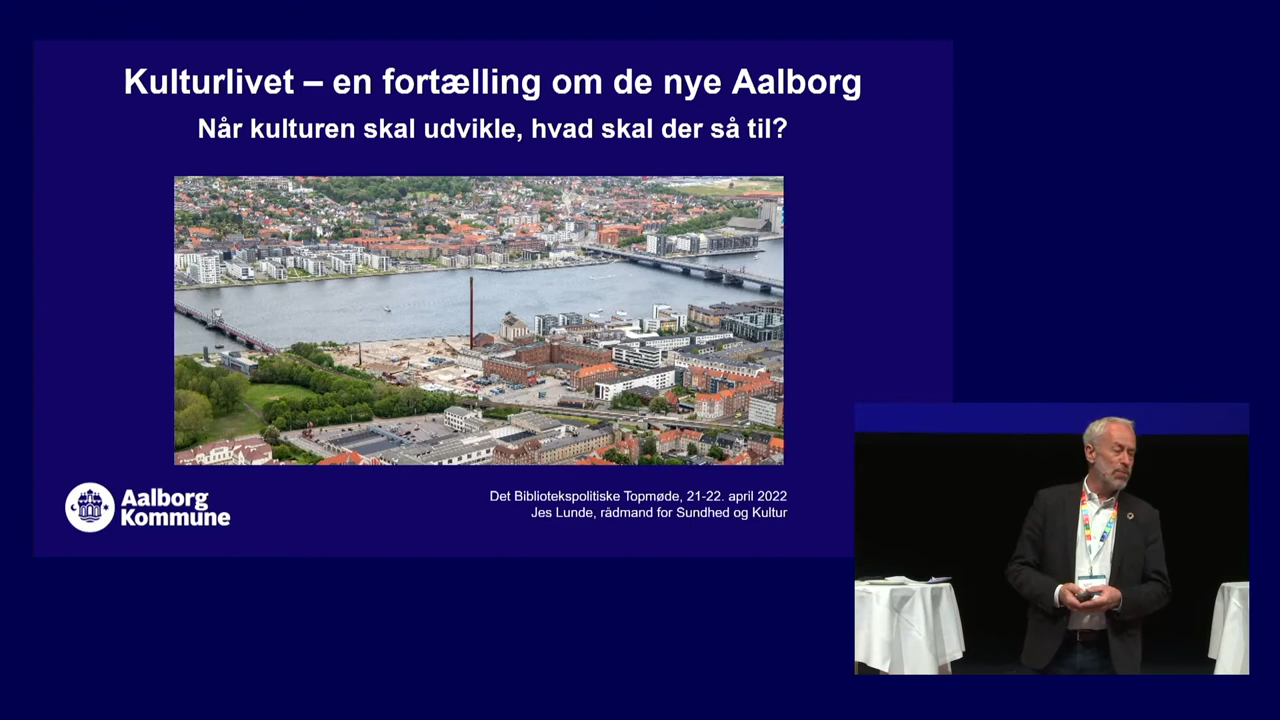 Kulturlivet – en fortælling om de nye Aalborg
Når kulturen skal udvikle, hvad skal der så til?
Aalborg
Kommune
Det Bibliotekspolitiske Topmøde, 21-22. april 2022
Jes Lunde, rådmand for Sundhed og Kultur